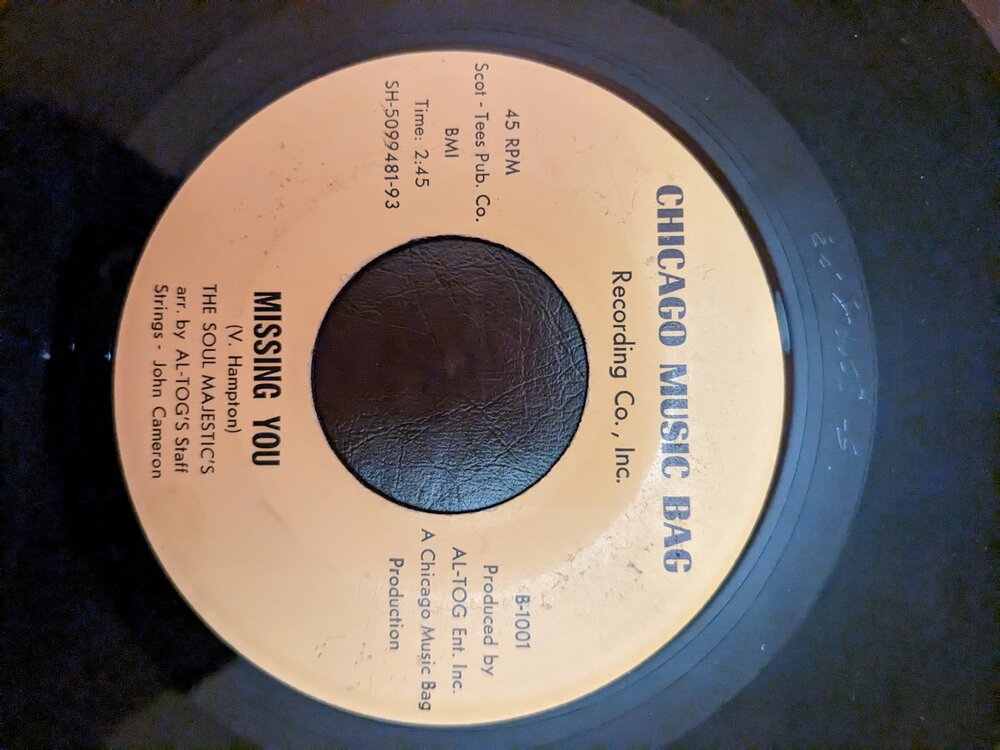 CHICAGO MUSIC BAG
Recording Co., Inc.
45 RPM
Scot - Tees Pub. Co.
BMI
Time: 2:45
SH-5099481-93
B-1001
Produced by
AL-TOG Ent. Inc.
A Chicago Music Bag
Production
MISSING YOU
(V. Hampton)
THE SOUL MAJESTIC'S
arr. by AL-TOG'S Staff
Strings - John Cameron